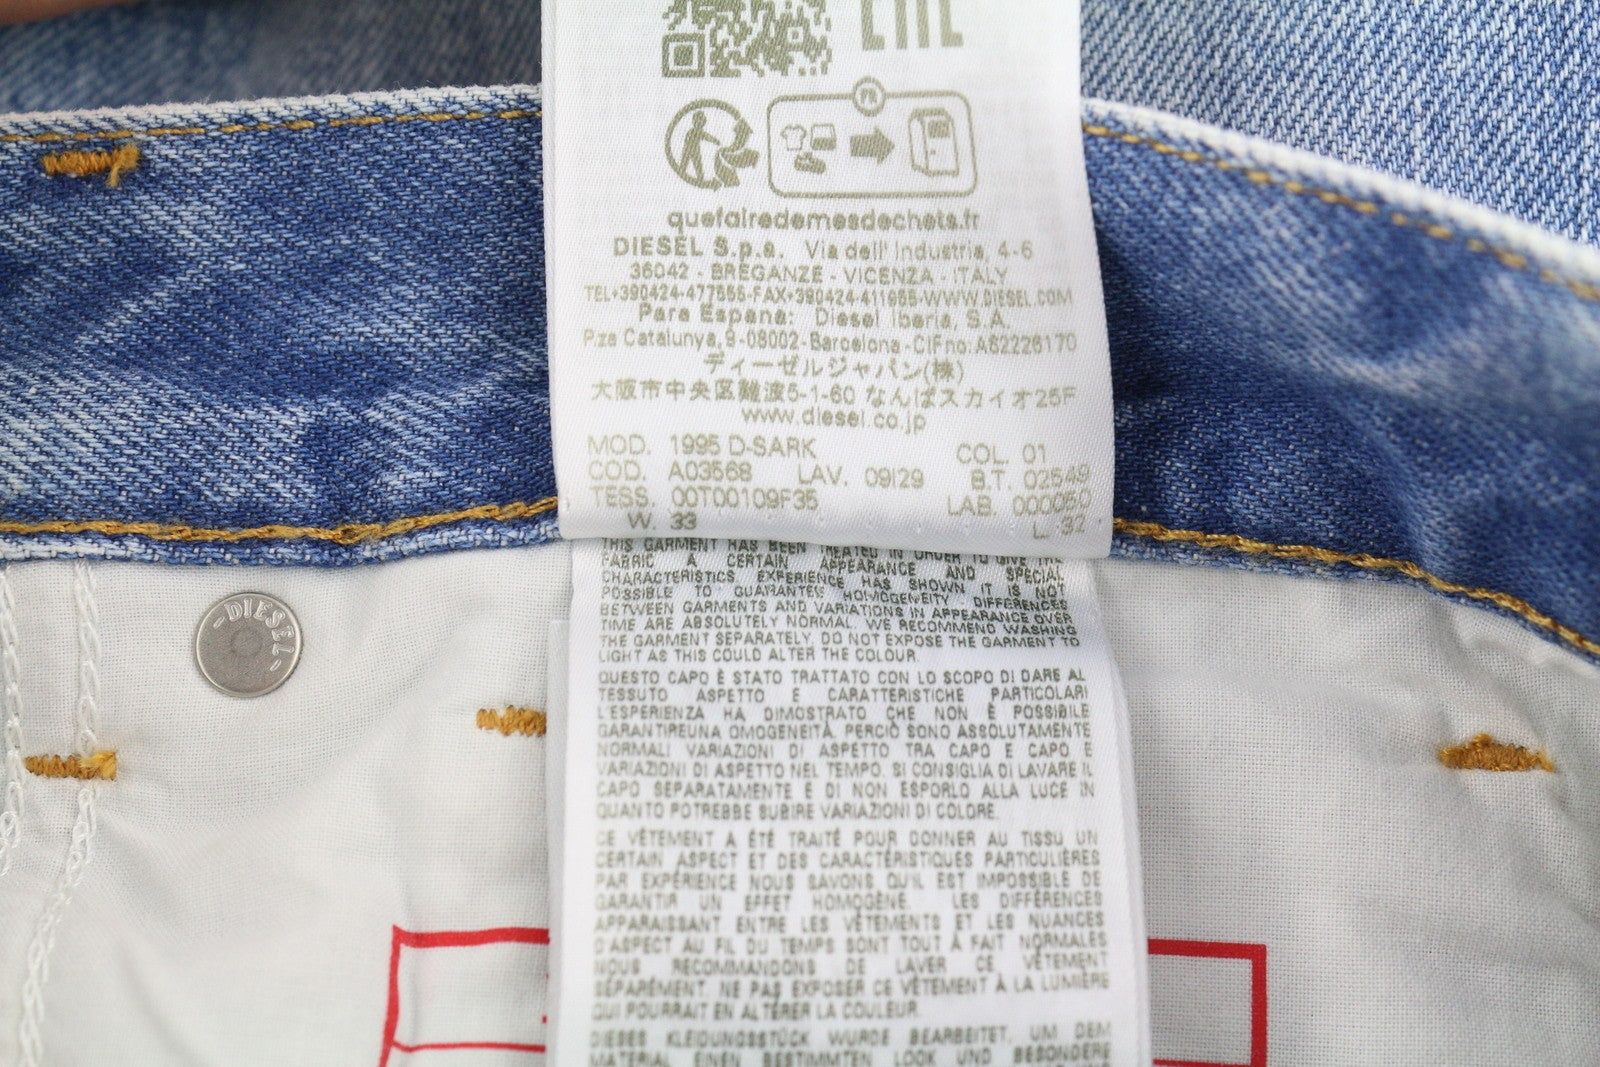 EAC
FR
quefairedemesdechets.fr
DIESEL S.p.a. Via dell' Industria, 4-6
36042 - BREGANZE - VICENZA - ITALY
TEL+390424-477555-FAX+390424-411955-WWW.DIESEL.COM
Para Espana: Diesel Iberia, S.A.
P.za Catalunya, 9-08002-Barcelona-CIFno:A62226170
ディーゼルジャパン(株)
大阪市中央区難波5-1-60 なんばスカイオ25F
www.diesel.co.jp
MOD. 1995 D-SARK COL. 01
COD. A03568 LAV. 09I29 B.T. 02549
TESS. 00T00109F35 LAB. 000050
W. 33 L. 32
THIS GARMENT HAS BEEN TREATED IN ORDER TO GIVE THE
FABRIC A CERTAIN APPEARANCE AND SPECIAL
CHARACTERISTICS. EXPERIENCE HAS SHOWN IT IS NOT
POSSIBLE TO GUARANTEE HOMOGENEITY. DIFFERENCES
BETWEEN GARMENTS AND VARIATIONS IN APPEARANCE OVER
TIME ARE ABSOLUTELY NORMAL. WE RECOMMEND WASHING
THE GARMENT SEPARATELY. DO NOT EXPOSE THE GARMENT TO
LIGHT AS THIS COULD ALTER THE COLOUR.
QUESTO CAPO È STATO TRATTATO CON LO SCOPO DI DARE AL
TESSUTO ASPETTO E CARATTERISTICHE PARTICOLARI
L'ESPERIENZA HA DIMOSTRATO CHE NON È POSSIBILE
GARANTIREUNA OMOGENEITÀ. PERCIÒ SONO ASSOLUTAMENTE
NORMALI VARIAZIONI DI ASPETTO TRA CAPO E CAPO E
VARIAZIONI DI ASPETTO NEL TEMPO. SI CONSIGLIA DI LAVARE IL
CAPO SEPARATAMENTE E DI NON ESPORLO ALLA LUCE IN
QUANTO POTREBBE SUBIRE VARIAZIONI DI COLORE.
CE VÊTEMENT A ÉTÉ TRAITÉ POUR DONNER AU TISSU UN
CERTAIN ASPECT ET DES CARACTÉRISTIQUES PARTICULIÈRES
PAR EXPÉRIENCE NOUS SAVONS QU'IL EST IMPOSSIBLE DE
GARANTIR UN EFFET HOMOGÈNE. LES DIFFÉRENCES
APPARAISSANT ENTRE LES VÊTEMENTS ET LES NUANCES
D'ASPECT AU FIL DU TEMPS SONT TOUT À FAIT NORMALES
NOUS RECOMMANDONS DE LAVER CE VÊTEMENT
SÉPARÉMENT. NE PAS EXPOSER CE VÊTEMENT À LA LUMIÈRE
QUI POURRAIT EN ALTÉRER LA COULEUR.
DIESES KLEIDUNGSSTÜCK WURDE BEARBEITET, UM DEM
MATERIAL EINEN BESTIMMTEN LOOK UND BESONDERE
-DIESEL-